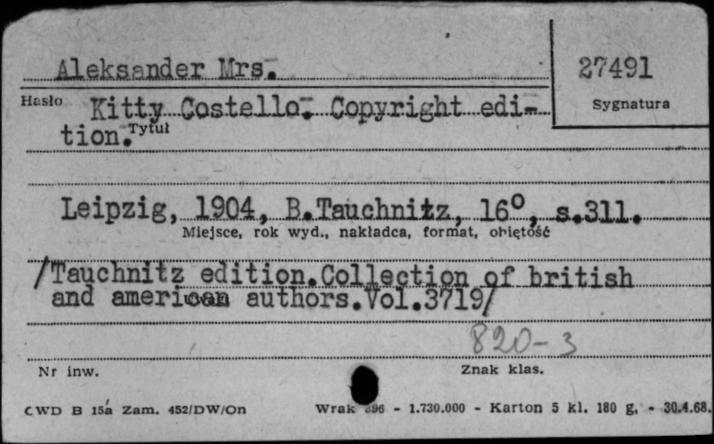 Aleksander Mrs.
27491
Hasło
Kitty Costello. Copyright edi-
Sygnatura
tion.
Tytuł
Leipzig, 1904, B.Tauchnitz, 16°, s.311.
Miejsce, rok wyd., nakładca, format, objętość
/Tauchnitz edition.Collection of british
and american authors.Vol.3719/
820-3
Nr inw.
Znak klas.
CWD B 15a Zam. 452/DW/On
Wrak 96 - 1.730.000 - Karton 5 kl. 180 g. - 30.4.68.